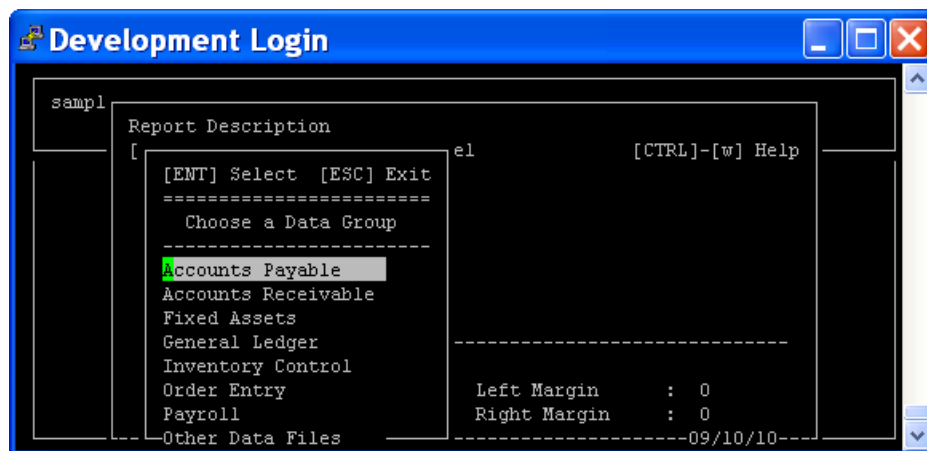 Development Login
sampl
Report Description
[ el [CTRL]-[w] Help
[ENT] Select [ESC] Exit
========================
Choose a Data Group
------------------------
Accounts Payable
Accounts Receivable
Fixed Assets
General Ledger
Inventory Control
Order Entry Left Margin : 0
Payroll Right Margin : 0
Other Data Files 09/10/10